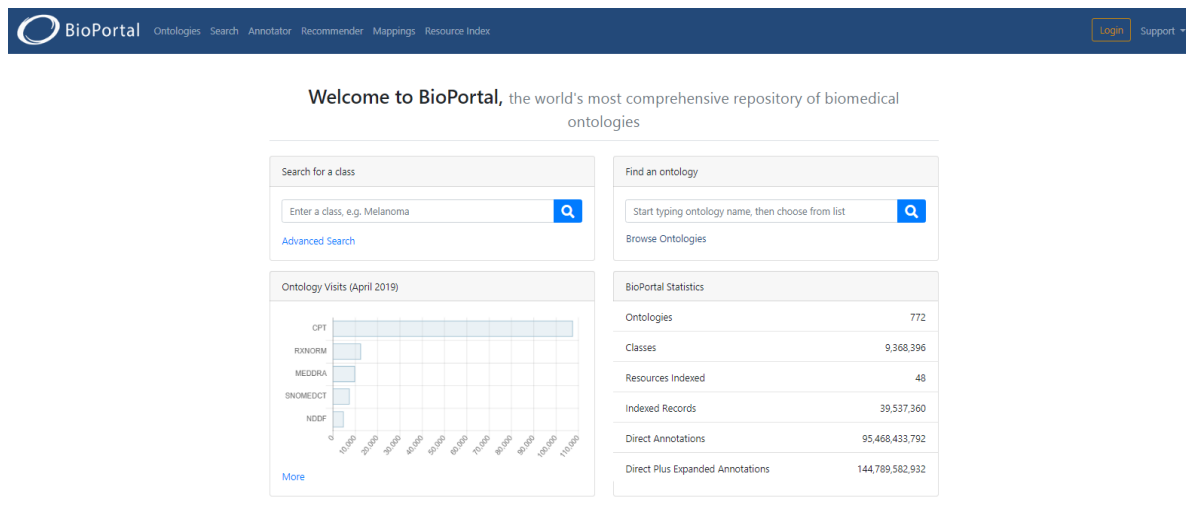 BioPortal Ontologies Search Annotator Recommender Mappings Resource Index Login Support
Welcome to BioPortal, the world's most comprehensive repository of biomedical
ontologies
Search for a class
Enter a class, e.g. Melanoma
Advanced Search
Find an ontology
Start typing ontology name, then choose from list
Browse Ontologies
Ontology Visits (April 2019)
CPT
RXNORM
MEDDRA
SNOMEDCT
NDDF
0 10,000 20,000 30,000 40,000 50,000 60,000 70,000 80,000 90,000 100,000 110,000
More
BioPortal Statistics
Ontologies 772
Classes 9,368,396
Resources Indexed 48
Indexed Records 39,537,360
Direct Annotations 95,468,433,792
Direct Plus Expanded Annotations 144,789,582,932